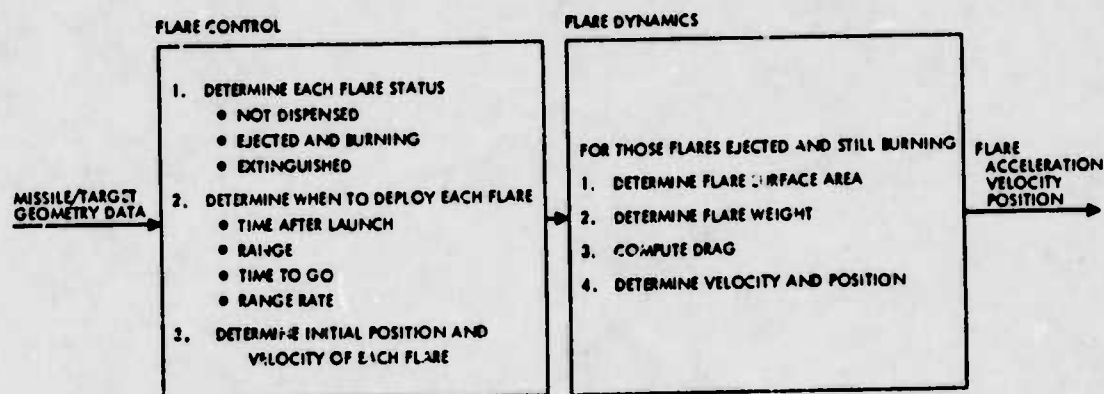 FLARE CONTROL
1. DETERMINE EACH FLARE STATUS
• NOT DISPENSED
• EJECTED AND BURNING
• EXTINGUISHED
2. DETERMINE WHEN TO DEPLOY EACH FLARE
• TIME AFTER LAUNCH
• RANGE
• TIME TO GO
• RANGE RATE
3. DETERMINE INITIAL POSITION AND
VELOCITY OF EACH FLARE
MISSILE/TARGET
GEOMETRY DATA
FLARE DYNAMICS
FOR THOSE FLARES EJECTED AND STILL BURNING
1. DETERMINE FLARE SURFACE AREA
2. DETERMINE FLARE WEIGHT
3. COMPUTE DRAG
4. DETERMINE VELOCITY AND POSITION
FLARE
ACCELERATION
VELOCITY
POSITION